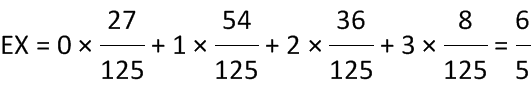 EX = 0 × 27/125 + 1 × 54/125 + 2 × 36/125 + 3 × 8/125 = 6/5